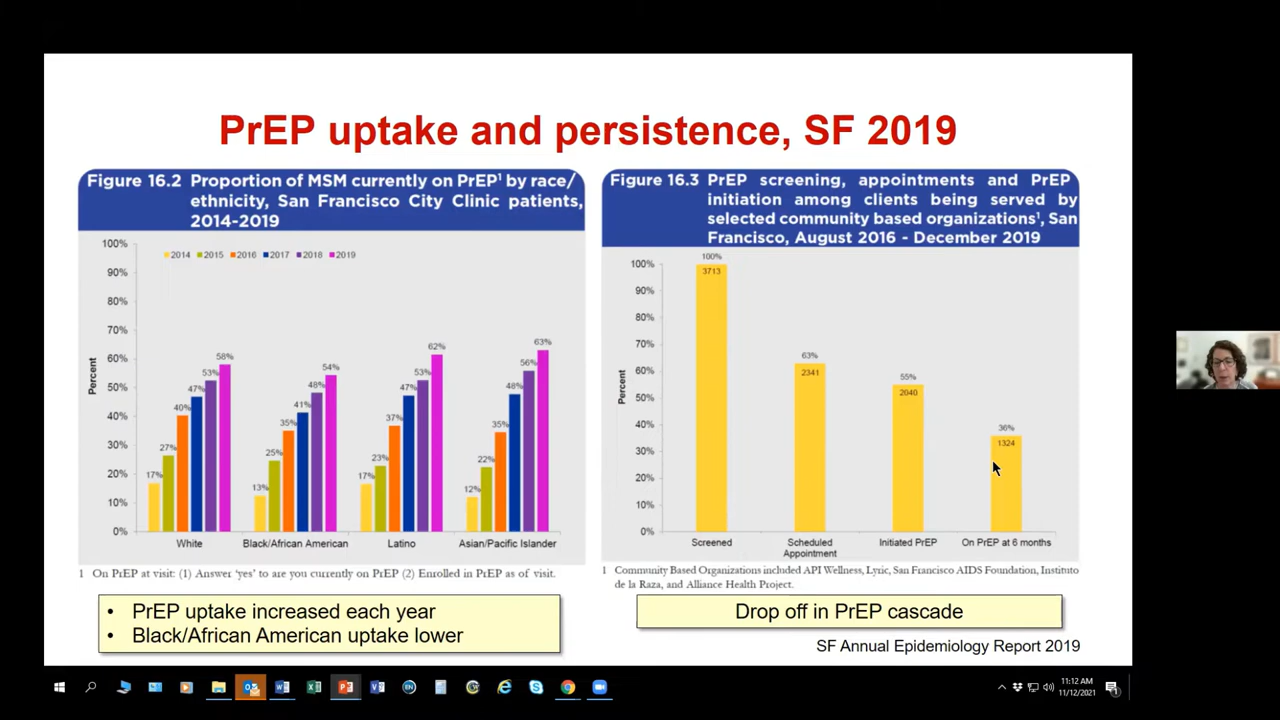 PrEP uptake and persistence, SF 2019
Figure 16.2 Proportion of MSM currently on PrEP¹ by race/
ethnicity, San Francisco City Clinic patients,
2014-2019
100%
90%
80%
70%
60%
50%
40%
30%
20%
10%
0%
Percent
2014 2015 2016 2017 2018 2019
17% 27% 40% 47% 53% 58%
13% 25% 35% 41% 48% 54%
17% 23% 37% 47% 53% 62%
12% 22% 35% 48% 56% 63%
White Black/African American Latino Asian/Pacific Islander
1 On PrEP at visit: (1) Answer ‘yes’ to are you currently on PrEP (2) Enrolled in PrEP as of visit.
• PrEP uptake increased each year
• Black/African American uptake lower
Figure 16.3 PrEP screening, appointments and PrEP
initiation among clients being served by
selected community based organizations¹, San
Francisco, August 2016 - December 2019
100%
90%
80%
70%
60%
50%
40%
30%
20%
10%
0%
Percent
100%
3713
63%
2341
55%
2040
36%
1324
Screened
Scheduled
Appointment
Initiated PrEP
On PrEP at 6 months
1 Community Based Organizations included API Wellness, Lyric, San Francisco AIDS Foundation, Instituto
de la Raza, and Alliance Health Project.
Drop off in PrEP cascade
SF Annual Epidemiology Report 2019
11:12 AM
11/12/2021